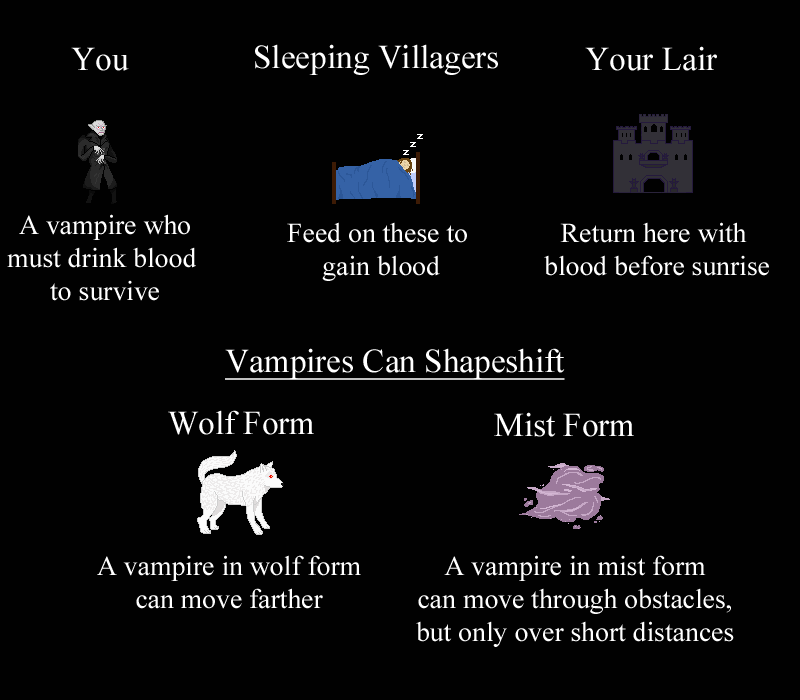 You
Sleeping Villagers
Your Lair
z
z
z
A vampire who
must drink blood
to survive
Feed on these to
gain blood
Return here with
blood before sunrise
Vampires Can Shapeshift
Wolf Form
Mist Form
A vampire in wolf form
can move farther
A vampire in mist form
can move through obstacles,
but only over short distances